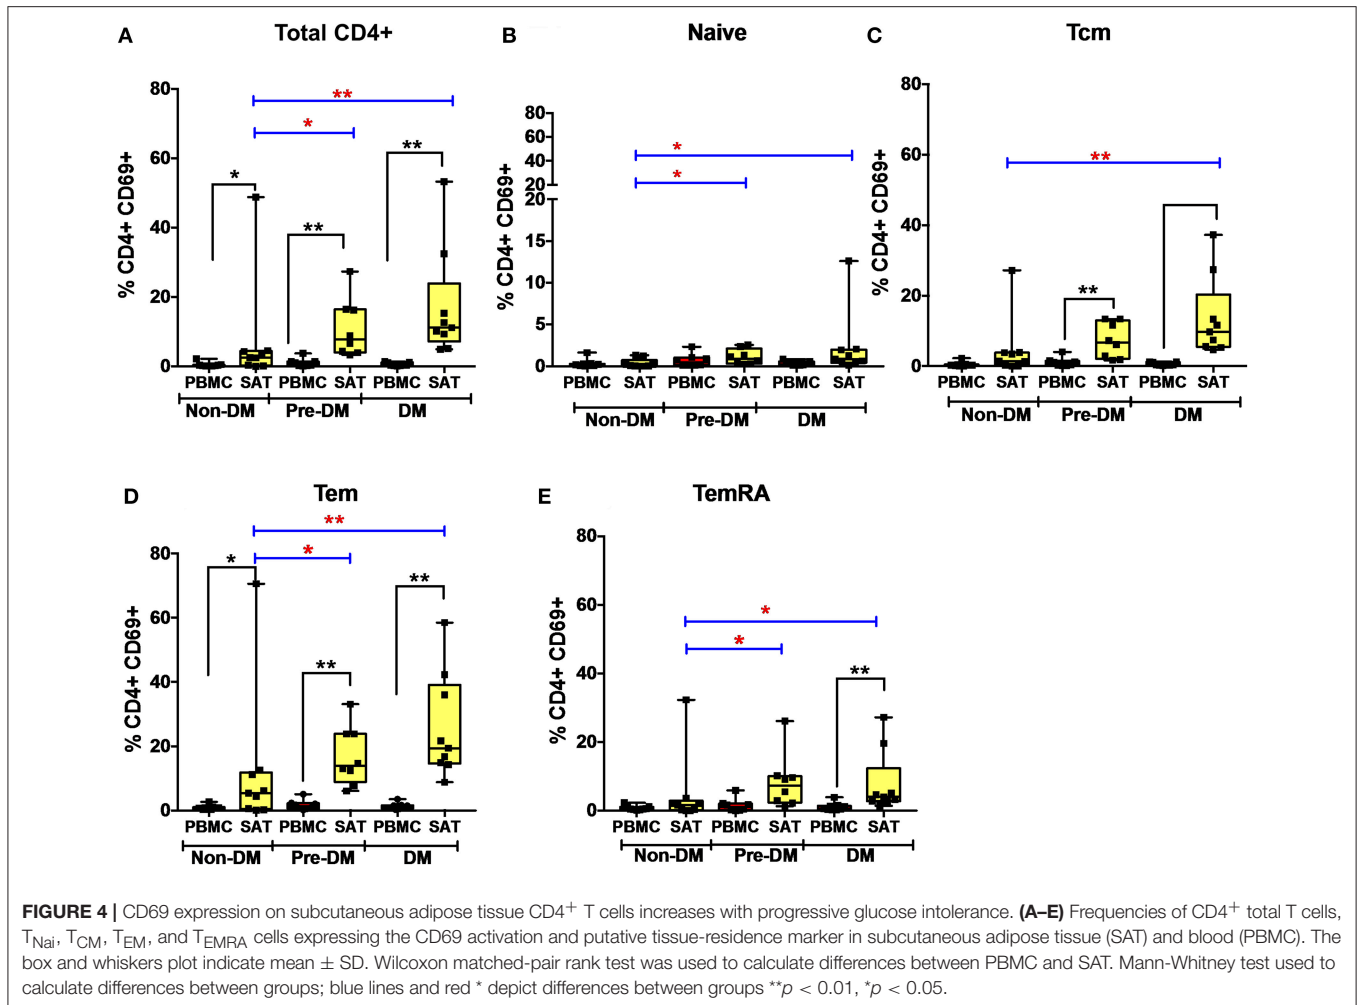 A
Total CD4+
% CD4+ CD69+
80
60
40
20
0
**
*
*
**
**
PBMC SAT PBMC SAT PBMC SAT
Non-DM Pre-DM DM
B
Naive
% CD4+ CD69+
80
60
40
20
20
15
10
5
0
*
*
PBMC SAT PBMC SAT PBMC SAT
Non-DM Pre-DM DM
C
Tcm
% CD4+ CD69+
80
60
40
20
0
**
**
PBMC SAT PBMC SAT PBMC SAT
Non-DM Pre-DM DM
D
Tem
% CD4+ CD69+
80
60
40
20
0
**
*
*
**
**
PBMC SAT PBMC SAT PBMC SAT
Non-DM Pre-DM DM
E
TemRA
% CD4+ CD69+
80
60
40
20
0
*
*
**
PBMC SAT PBMC SAT PBMC SAT
Non-DM Pre-DM DM
FIGURE 4 | CD69 expression on subcutaneous adipose tissue CD4+ T cells increases with progressive glucose intolerance. (A–E) Frequencies of CD4+ total T cells,
TNai, TCM, TEM, and TEMRA cells expressing the CD69 activation and putative tissue-residence marker in subcutaneous adipose tissue (SAT) and blood (PBMC). The
box and whiskers plot indicate mean ± SD. Wilcoxon matched-pair rank test was used to calculate differences between PBMC and SAT. Mann-Whitney test used to
calculate differences between groups; blue lines and red * depict differences between groups **p < 0.01, *p < 0.05.